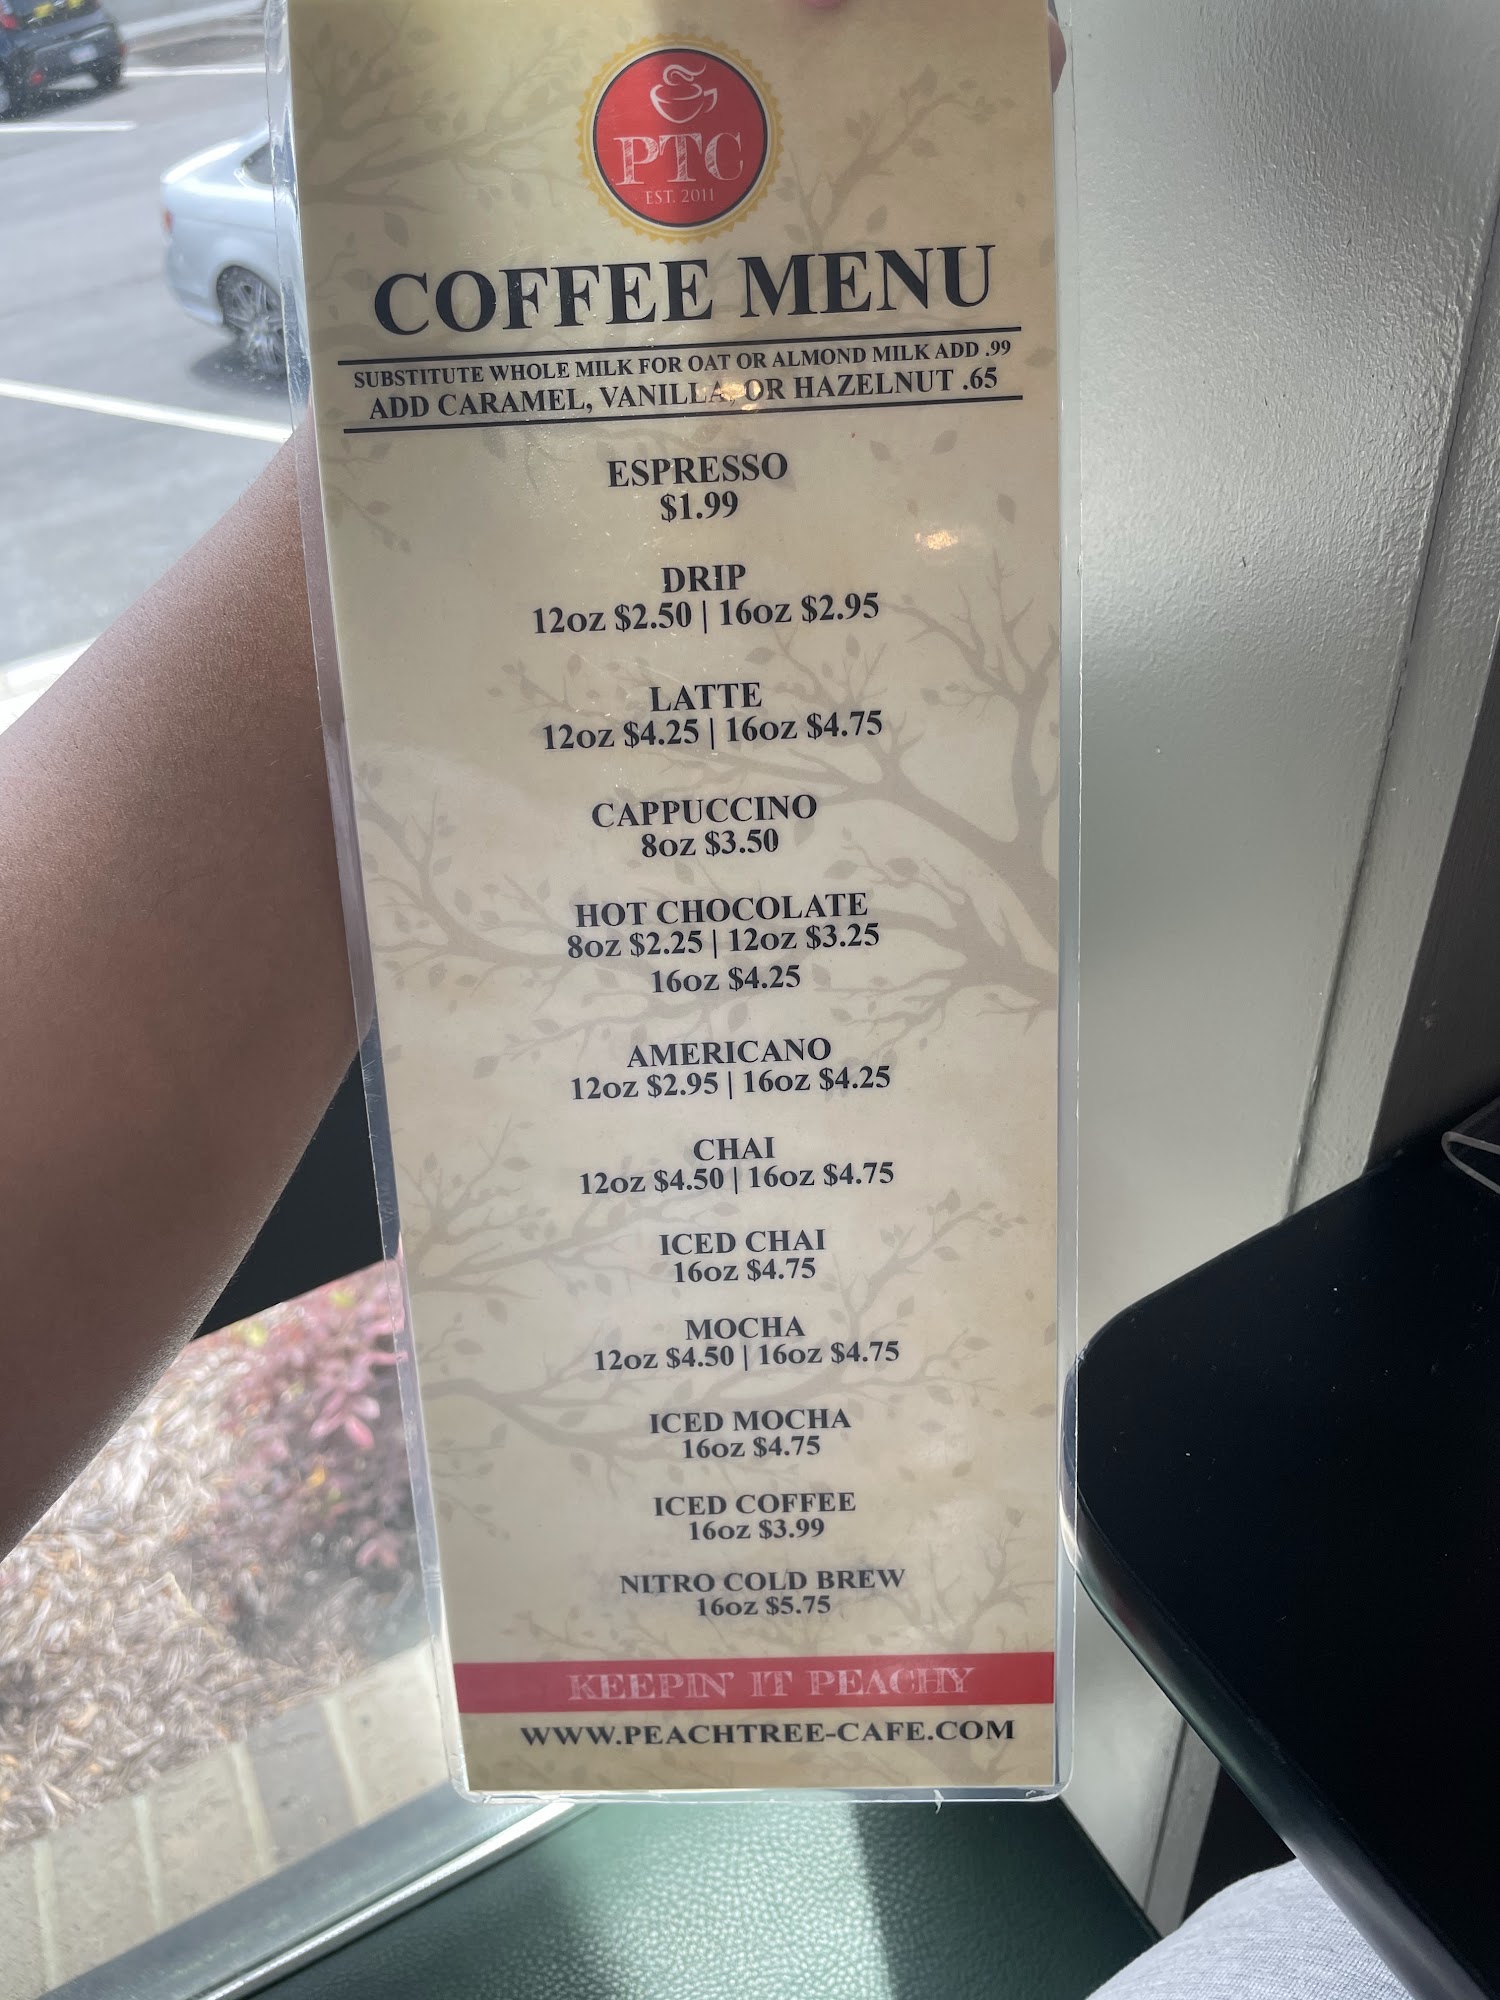 PTC
EST. 2011
COFFEE MENU
SUBSTITUTE WHOLE MILK FOR OAT OR ALMOND MILK ADD .99
ADD CARAMEL, VANILLA, OR HAZELNUT .65
ESPRESSO
$1.99
DRIP
12oz $2.50 | 16oz $2.95
LATTE
12oz $4.25 | 16oz $4.75
CAPPUCCINO
8oz $3.50
HOT CHOCOLATE
8oz $2.25 | 12oz $3.25
16oz $4.25
AMERICANO
12oz $2.95 | 16oz $4.25
CHAI
12oz $4.50 | 16oz $4.75
ICED CHAI
16oz $4.75
MOCHA
12oz $4.50 | 16oz $4.75
ICED MOCHA
16oz $4.75
ICED COFFEE
16oz $3.99
NITRO COLD BREW
16oz $5.75
KEEPIN' IT PEACHY
WWW.PEACHTREE-CAFE.COM